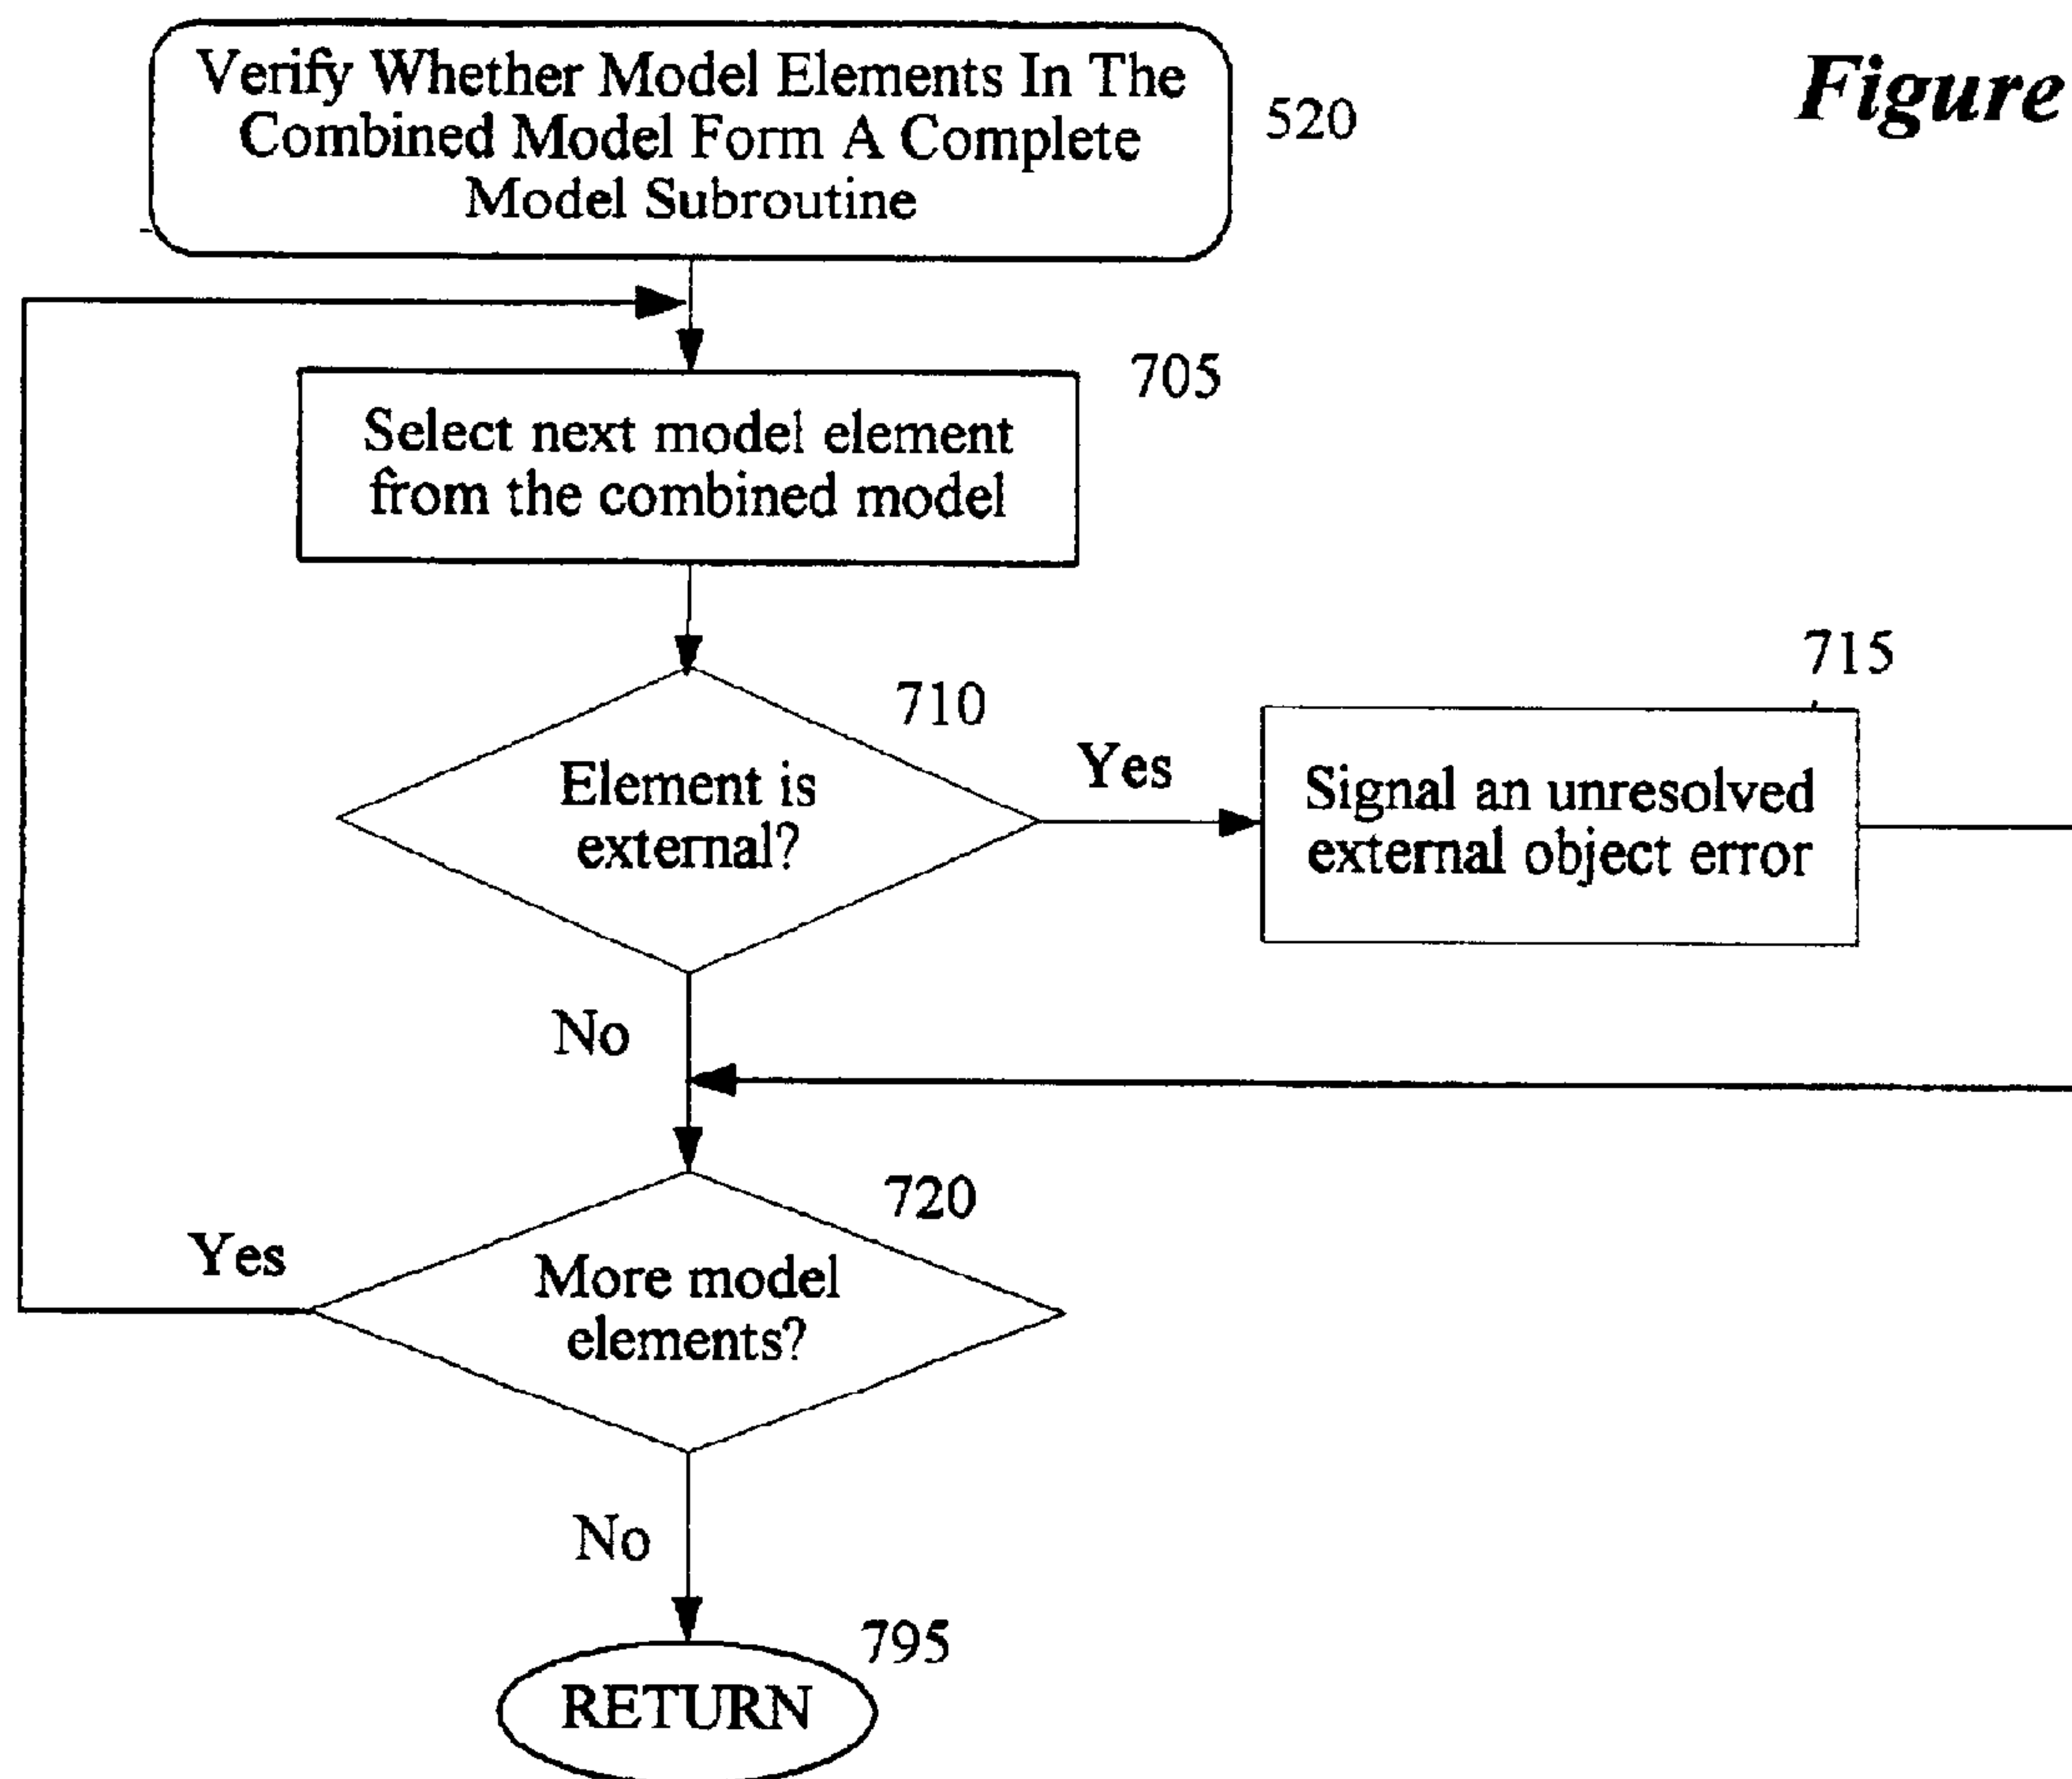 Verify Whether Model Elements In The
Combined Model Form A Complete
Model Subroutine
520
Figure
705
Select next model element
from the combined model
710
Element is
external?
Yes
715
Signal an unresolved
external object error
No
720
More model
elements?
Yes
No
795
RETURN